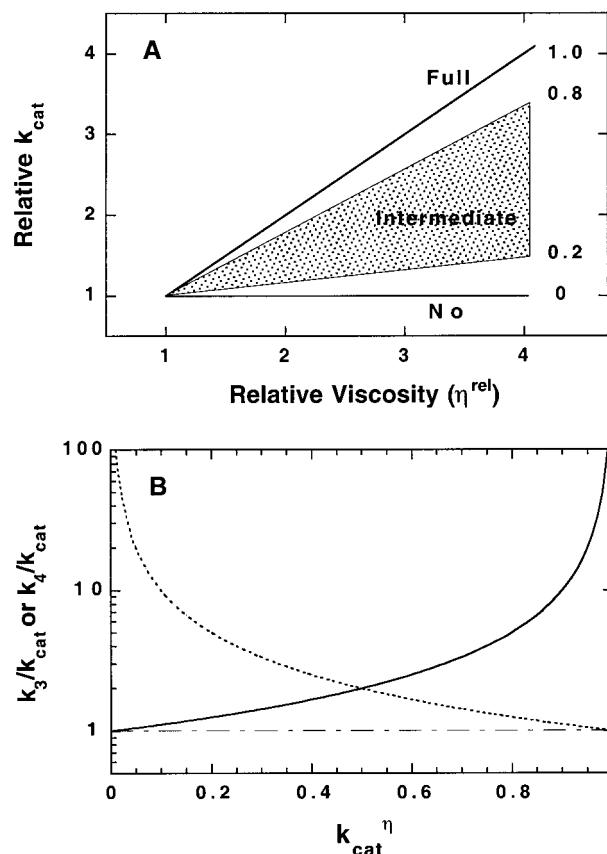 A
Relative k_cat
4
3
2
1
Full
Intermediate
No
1.0
0.8
0.2
0
1 2 3 4
Relative Viscosity (η^rel)
B
k_3/k_cat or k_4/k_cat
100
10
1
0 0.2 0.4 0.6 0.8
k_cat^η